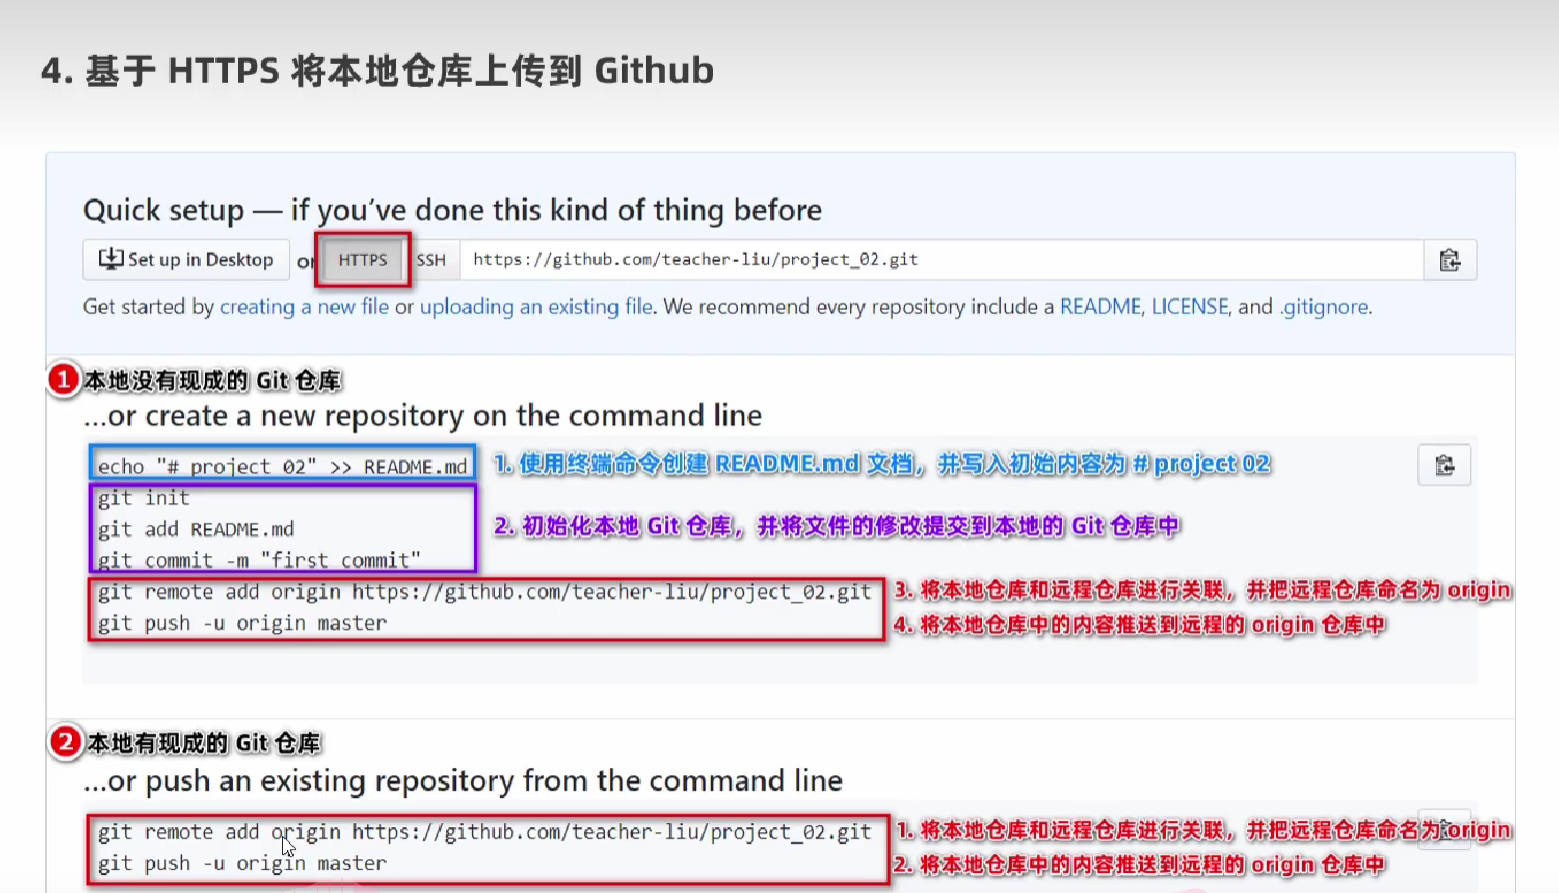 4. 基于 HTTPS 将本地仓库上传到 Github
Quick setup — if you've done this kind of thing before
Set up in Desktop or HTTPS SSH https://github.com/teacher-liu/project_02.git
Get started by creating a new file or uploading an existing file. We recommend every repository include a README, LICENSE, and .gitignore.
1 本地没有现成的 Git 仓库
...or create a new repository on the command line
echo "# project_02" >> README.md 1. 使用终端命令创建 README.md 文档，并写入初始内容为 # project 02
git init
git add README.md 2. 初始化本地 Git 仓库，并将文件的修改提交到本地的 Git 仓库中
git commit -m "first commit"
git remote add origin https://github.com/teacher-liu/project_02.git 3. 将本地仓库和远程仓库进行关联，并把远程仓库命名为 origin
git push -u origin master 4. 将本地仓库中的内容推送到远程的 origin 仓库中
2 本地有现成的 Git 仓库
...or push an existing repository from the command line
git remote add origin https://github.com/teacher-liu/project_02.git 1. 将本地仓库和远程仓库进行关联，并把远程仓库命名为 origin
git push -u origin master 2. 将本地仓库中的内容推送到远程的 origin 仓库中